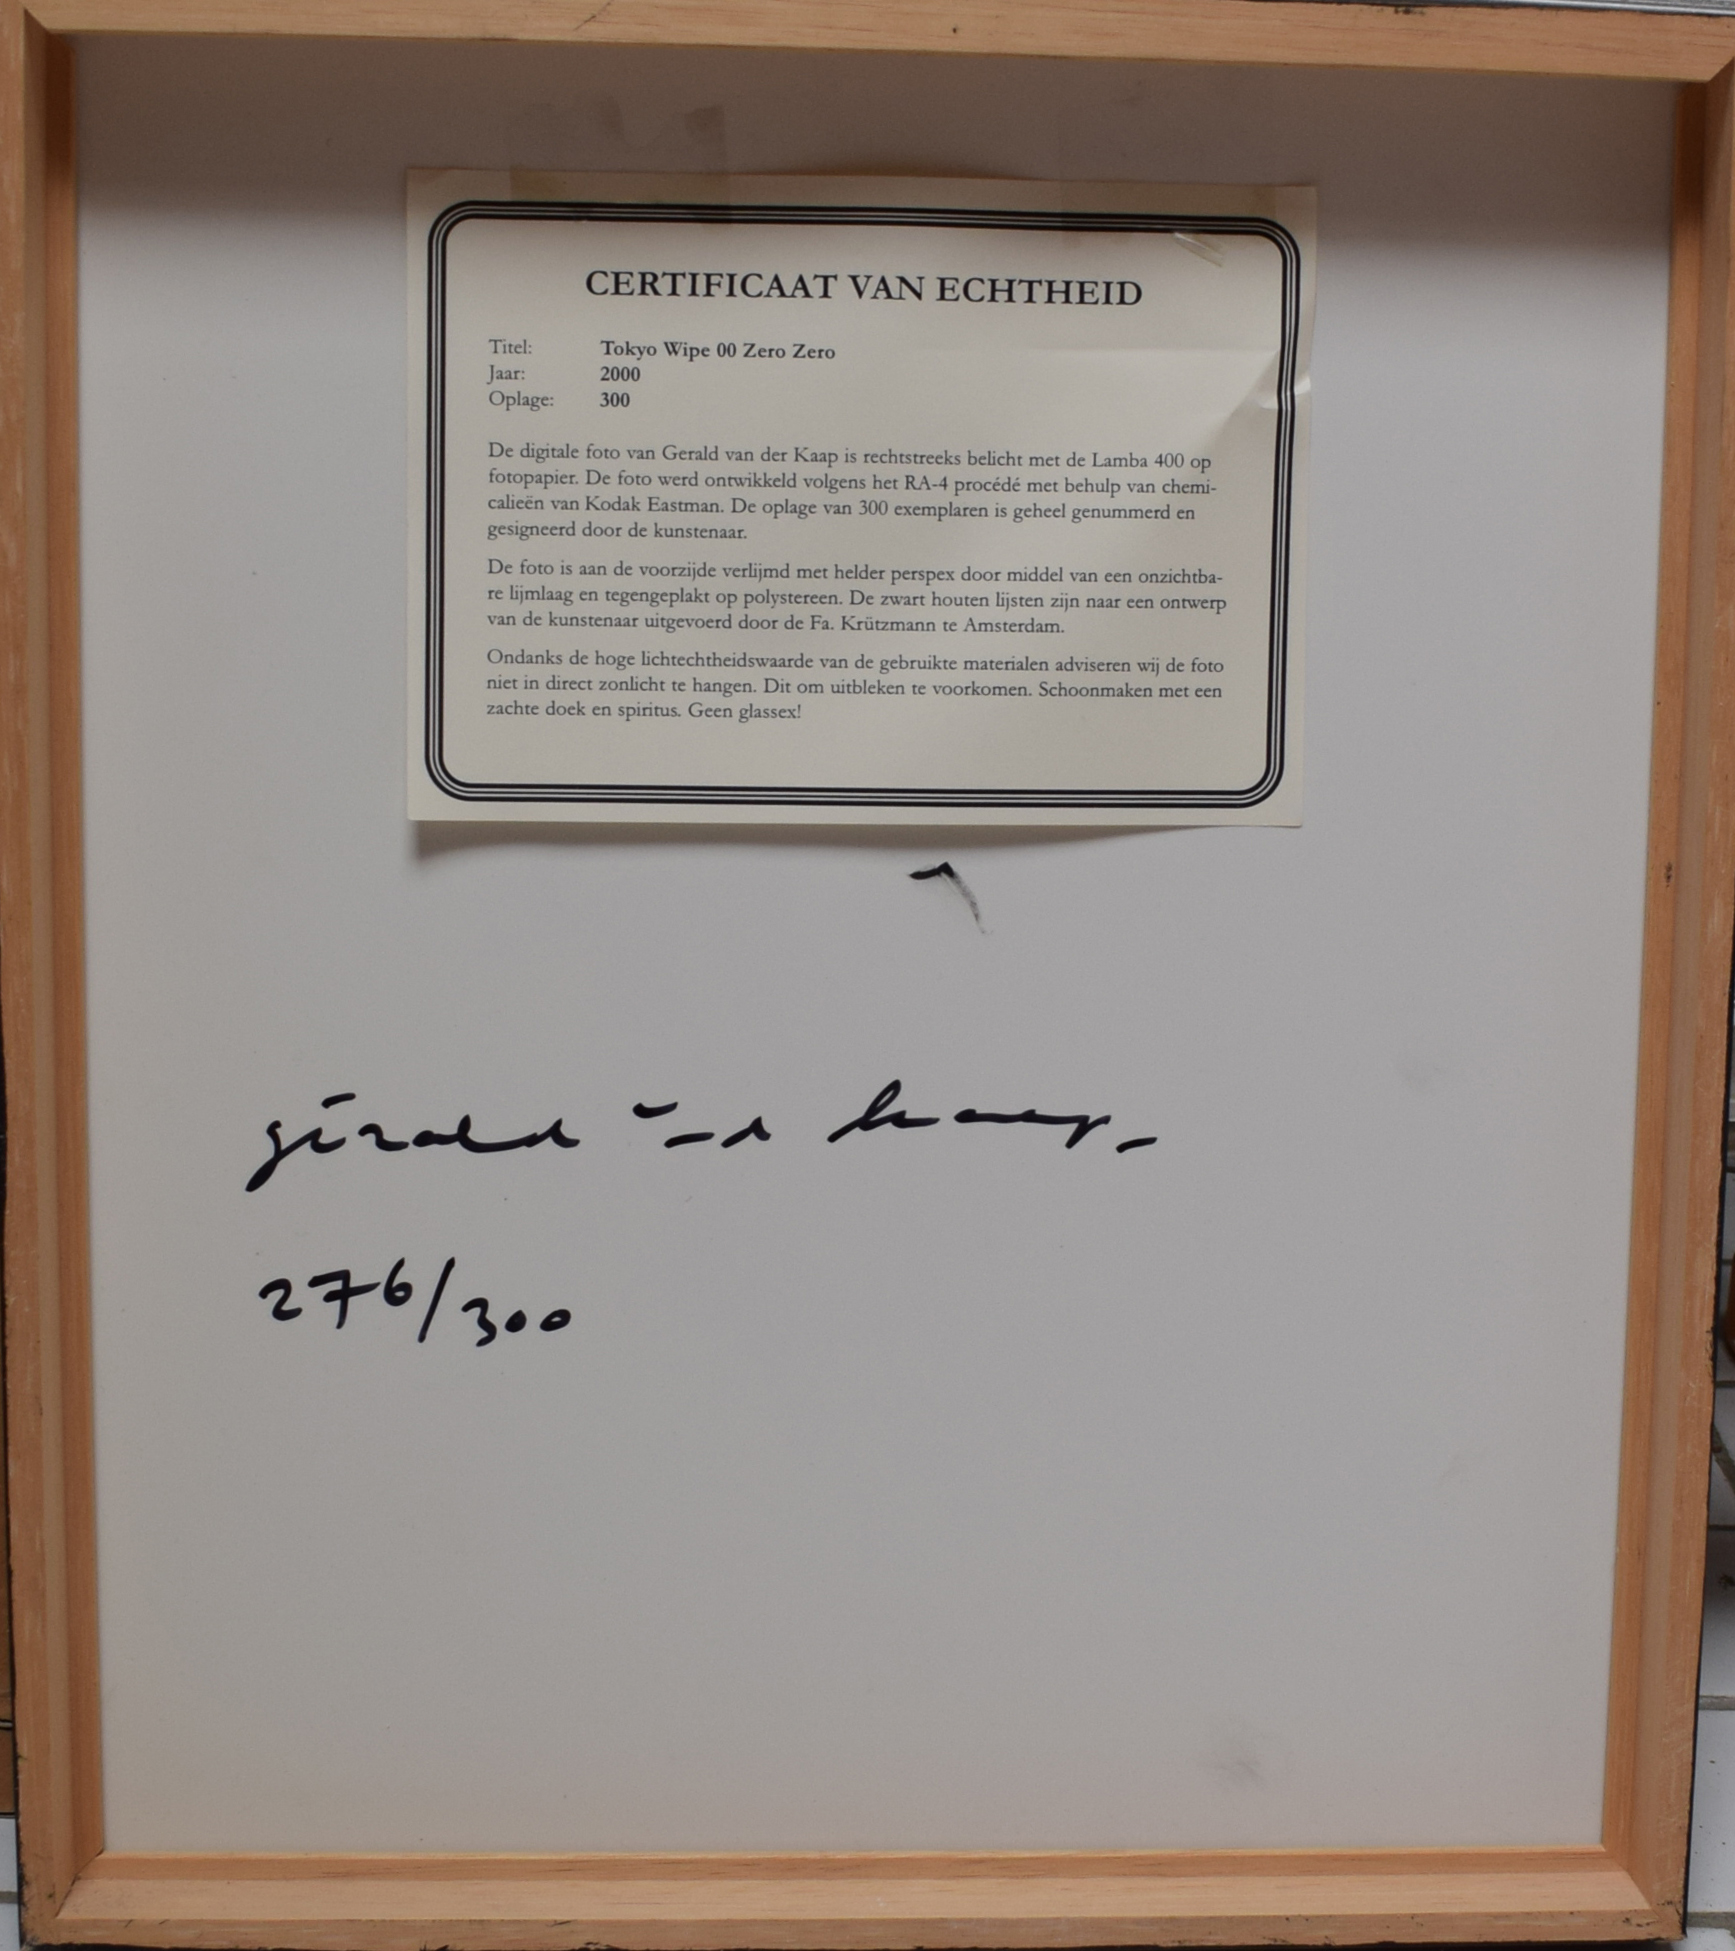 CERTIFICAAT VAN ECHTHEID
Titel: Tokyo Wipe 00 Zero Zero
Jaar: 2000
Oplage: 300
De digitale foto van Gerald van der Kaap is rechtstreeks belicht met de Lamba 400 op
fotopapier. De foto werd ontwikkeld volgens het RA-4 procédé met behulp van chemi-
calieën van Kodak Eastman. De oplage van 300 exemplaren is geheel genummerd en
gesigneerd door de kunstenaar.
De foto is aan de voorzijde verlijmd met helder perspex door middel van een onzichtba-
re lijmlaag en tegengeplakt op polystereen. De zwart houten lijsten zijn naar een ontwerp
van de kunstenaar uitgevoerd door de Fa. Krützmann te Amsterdam.
Ondanks de hoge lichtechtheidswaarde van de gebruikte materialen adviseren wij de foto
niet in direct zonlicht te hangen. Dit om uitbleken te voorkomen. Schoonmaken met een
zachte doek en spiritus. Geen glassex!
gerald vd kaap
276/300